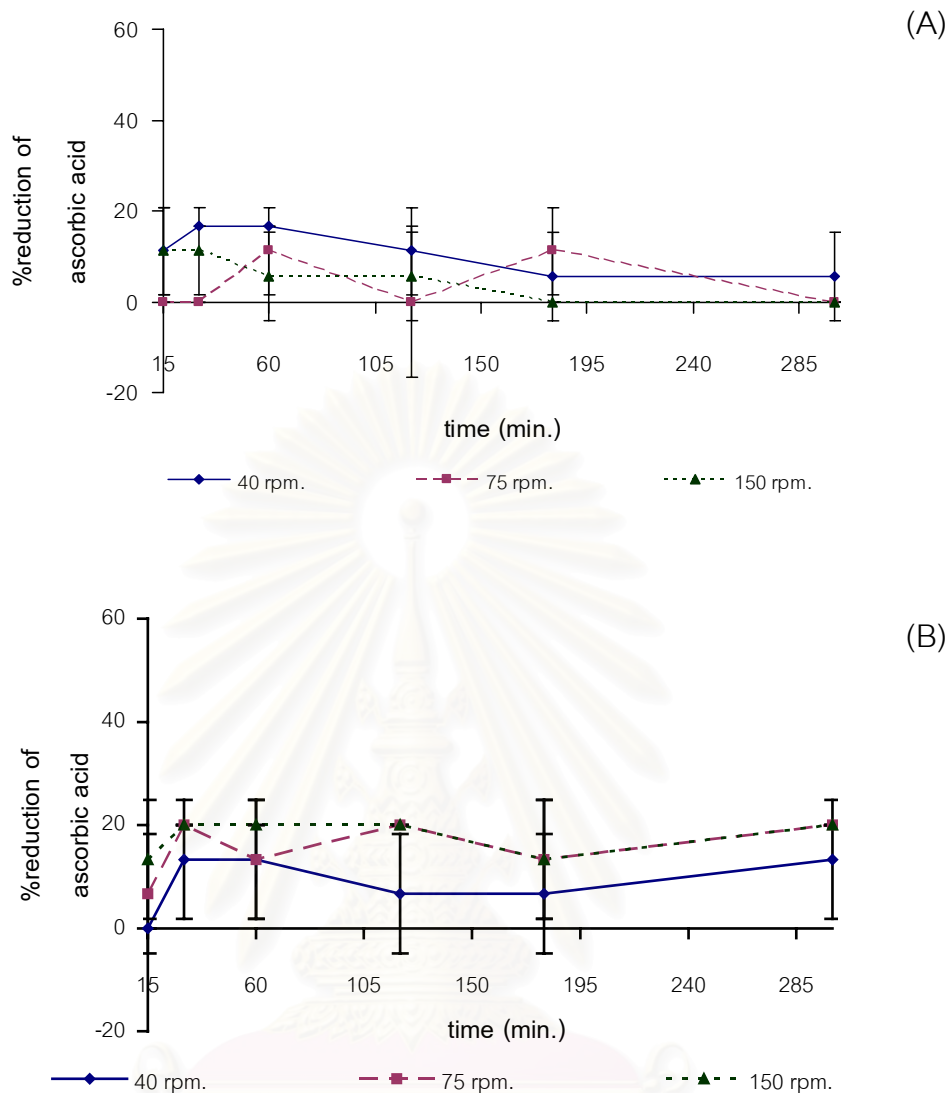 (A)
60
40
20
0
-20
%reduction of
ascorbic acid
15 60 105 150 195 240 285
time (min.)
40 rpm. 75 rpm. 150 rpm.
(B)
60
40
20
0
-20
%reduction of
ascorbic acid
15 60 105 150 195 240 285
time (min.)
40 rpm. 75 rpm. 150 rpm.